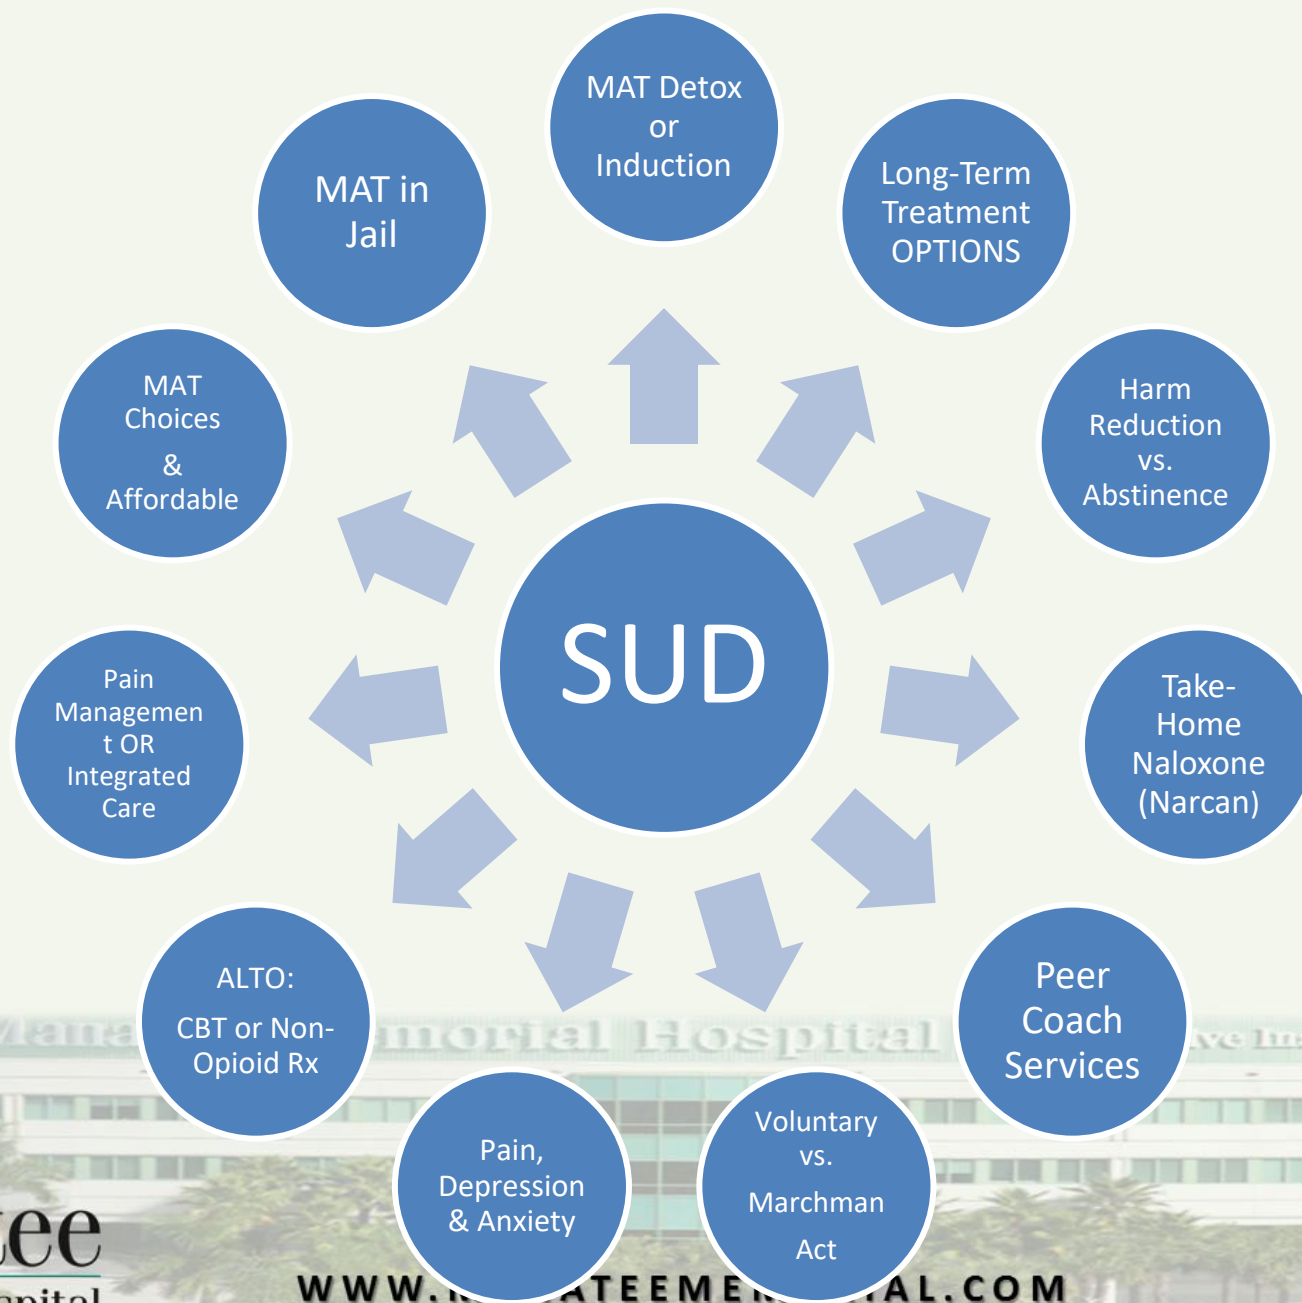 MAT Detox
or
Induction
Long-Term
Treatment
OPTIONS
Harm
Reduction
vs.
Abstinence
Take-
Home
Naloxone
(Narcan)
Peer
Coach
Services
Voluntary
vs.
Marchman
Act
Pain,
Depression
& Anxiety
ALTO:
CBT or Non-
Opioid Rx
Pain
Managemen
t OR
Integrated
Care
MAT
Choices
&
Affordable
MAT in
Jail
SUD
Hospital